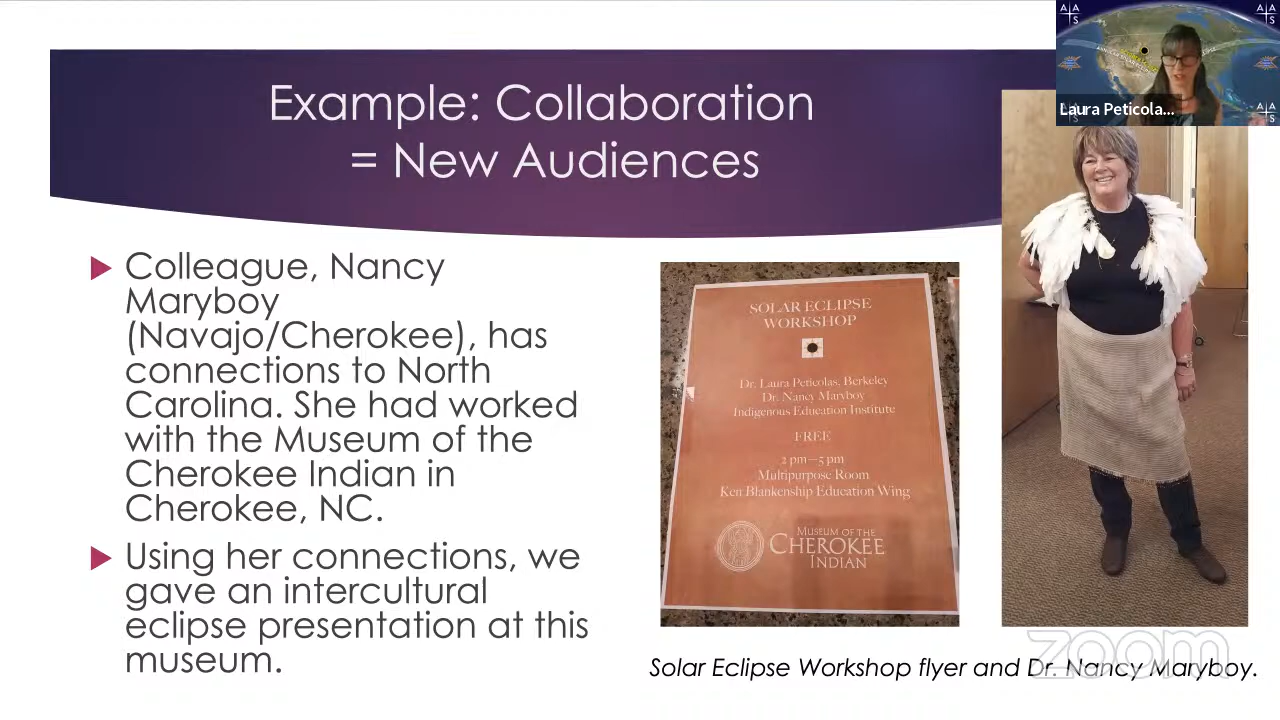 Example: Collaboration
= New Audiences
Colleague, Nancy
Maryboy
(Navajo/Cherokee), has
connections to North
Carolina. She had worked
with the Museum of the
Cherokee Indian in
Cherokee, NC.
Using her connections, we
gave an intercultural
eclipse presentation at this
museum.
SOLAR ECLIPSE
WORKSHOP
Dr. Laura Peticolas, Berkeley
Dr. Nancy Maryboy
Indigenous Education Institute
FREE
2 pm—5 pm
Multipurpose Room
Ken Blankenship Education Wing
MUSEUM OF THE
CHEROKEE
INDIAN
Solar Eclipse Workshop flyer and Dr. Nancy Maryboy.
A A
S
A A
S
A A
S
A A
S
Laura Peticola...
zoom